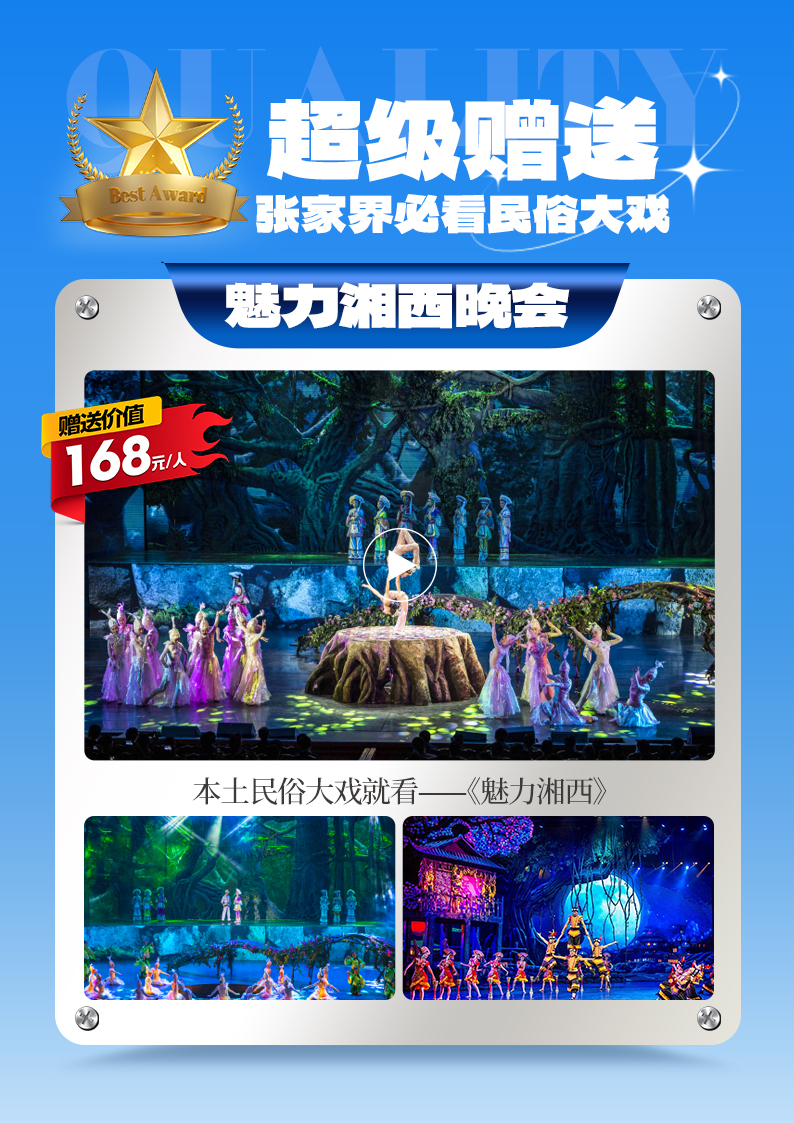 QUALITY
Best Award
超级赠送
张家界必看民俗大戏
魅力湘西晚会
赠送价值
168元/人
本土民俗大戏就看——《魅力湘西》